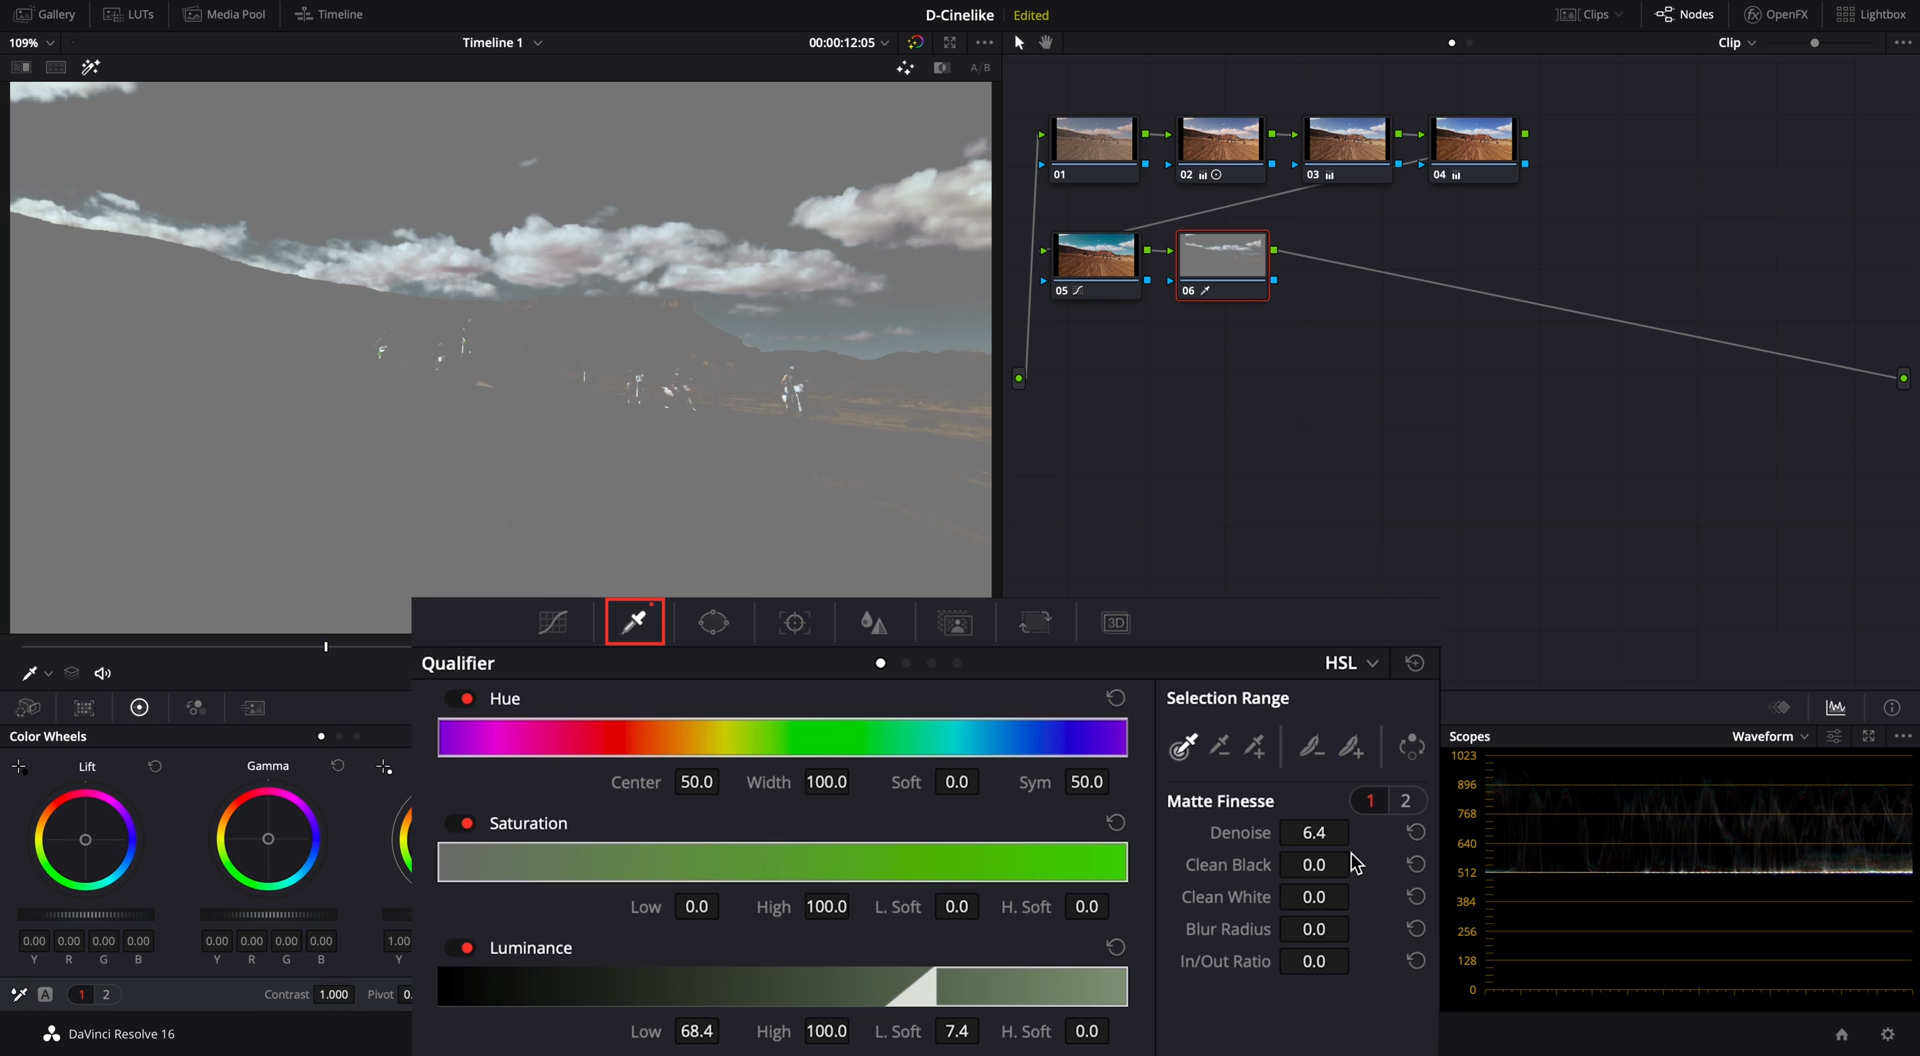 Gallery LUTs Media Pool Timeline D-Cinelike Edited Clips Nodes OpenFX Lightbox
109% Timeline 1 00:00:12:05 Clip
A/B
01 02 03 04
05 06
3D
Qualifier HSL
Hue
Center 50.0 Width 100.0 Soft 0.0 Sym 50.0
Saturation
Low 0.0 High 100.0 L. Soft 0.0 H. Soft 0.0
Luminance
Low 68.4 High 100.0 L. Soft 7.4 H. Soft 0.0
Selection Range
Matte Finesse 1 2
Denoise 6.4
Clean Black 0.0
Clean White 0.0
Blur Radius 0.0
In/Out Ratio 0.0
Color Wheels
Lift Gamma
0.00 0.00 0.00 0.00 0.00 0.00 0.00 0.00 1.00
Y R G B Y R G B Y
A 1 2 Contrast 1.000 Pivot 0.
DaVinci Resolve 16
Scopes Waveform
1023
896
768
640
512
384
256
128
0